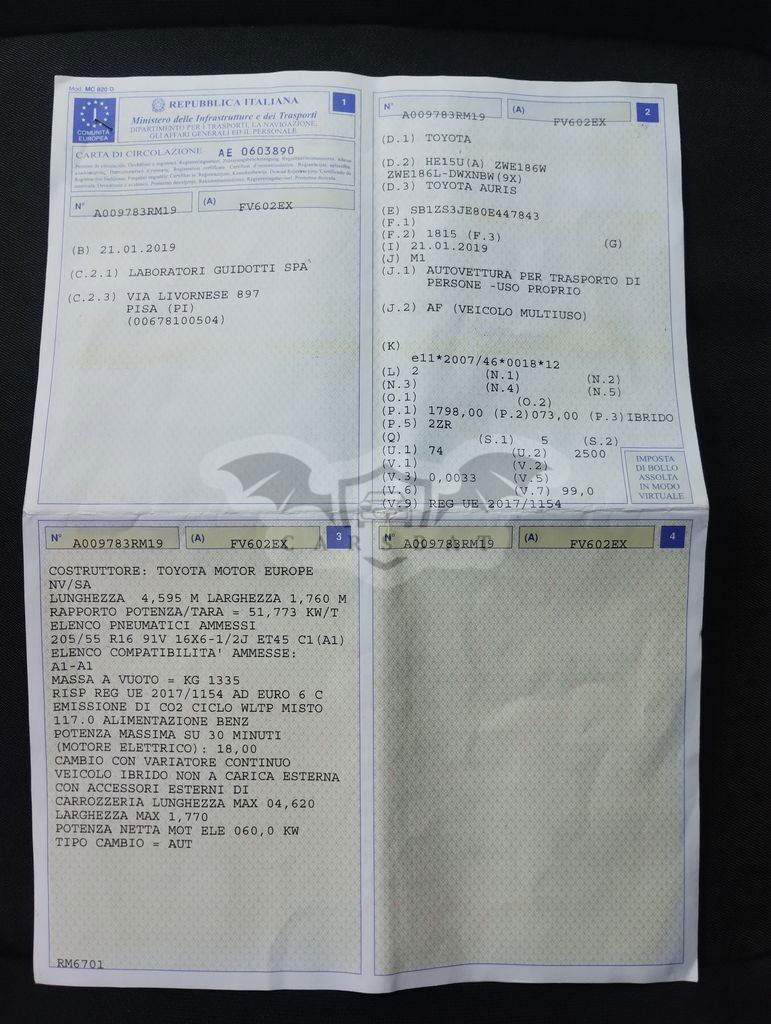 Mod. MC 820 D
REPUBBLICA ITALIANA
1
Ministero delle Infrastrutture e dei Trasporti
DIPARTIMENTO PER I TRASPORTI, LA NAVIGAZIONE,
GLI AFFARI GENERALI ED IL PERSONALE
COMUNITÀ
EUROPEA
I
CARTA DI CIRCOLAZIONE AE 0603890
N° A009783RM19 (A) FV602EX
(B) 21.01.2019
(C.2.1) LABORATORI GUIDOTTI SPA
(C.2.3) VIA LIVORNESE 897
PISA (PI)
(00678100504)
N° A009783RM19 (A) FV602EX 2
(D.1) TOYOTA
(D.2) HE15U(A) ZWE186W
ZWE186L-DWXNBW(9X)
(D.3) TOYOTA AURIS
(E) SB1ZS3JE80E447843
(F.1)
(F.2) 1815 (F.3) (G)
(I) 21.01.2019
(J) M1
(J.1) AUTOVETTURA PER TRASPORTO DI
PERSONE -USO PROPRIO
(J.2) AF (VEICOLO MULTIUSO)
(K)
e11*2007/46*0018*12
(L) 2 (N.1) (N.2)
(N.3) (N.4) (N.5)
(O.1) (O.2)
(P.1) 1798,00 (P.2)073,00 (P.3)IBRIDO
(P.5) 2ZR
(Q) (S.1) 5 (S.2)
(U.1) 74 (U.2) 2500
(V.1) (V.2)
(V.3) 0,0033 (V.5)
(V.6) (V.7) 99,0
(V.9) REG UE 2017/1154
IMPOSTA
DI BOLLO
ASSOLTA
IN MODO
VIRTUALE
N° A009783RM19 (A) FV602EX 3
COSTRUTTORE: TOYOTA MOTOR EUROPE
NV/SA
LUNGHEZZA 4,595 M LARGHEZZA 1,760 M
RAPPORTO POTENZA/TARA = 51,773 KW/T
ELENCO PNEUMATICI AMMESSI
205/55 R16 91V 16X6-1/2J ET45 C1(A1)
ELENCO COMPATIBILITA' AMMESSE:
A1-A1
MASSA A VUOTO = KG 1335
RISP REG UE 2017/1154 AD EURO 6 C
EMISSIONE DI CO2 CICLO WLTP MISTO
117.0 ALIMENTAZIONE BENZ
POTENZA MASSIMA SU 30 MINUTI
(MOTORE ELETTRICO): 18,00
CAMBIO CON VARIATORE CONTINUO
VEICOLO IBRIDO NON A CARICA ESTERNA
CON ACCESSORI ESTERNI DI
CARROZZERIA LUNGHEZZA MAX 04,620
LARGHEZZA MAX 1,770
POTENZA NETTA MOT ELE 060,0 KW
TIPO CAMBIO = AUT
RM6701
N° A009783RM19 (A) FV602EX 4
CARSBAT